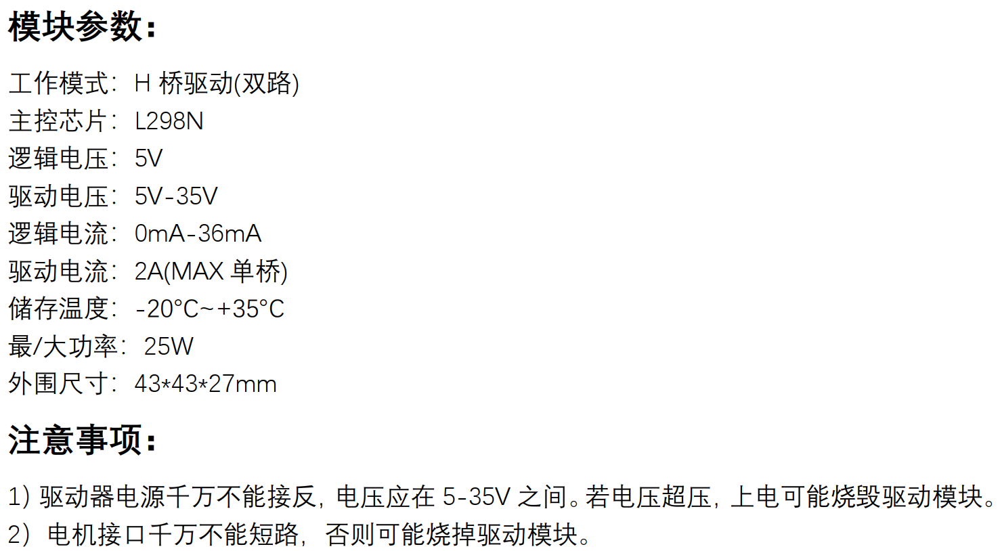 模块参数：
工作模式：H 桥驱动(双路)
主控芯片：L298N
逻辑电压：5V
驱动电压：5V-35V
逻辑电流：0mA-36mA
驱动电流：2A(MAX 单桥)
储存温度：-20°C~+35°C
最/大功率：25W
外围尺寸：43*43*27mm
注意事项：
1) 驱动器电源千万不能接反，电压应在 5-35V 之间。若电压超压，上电可能烧毁驱动模块。
2) 电机接口千万不能短路，否则可能烧掉驱动模块。